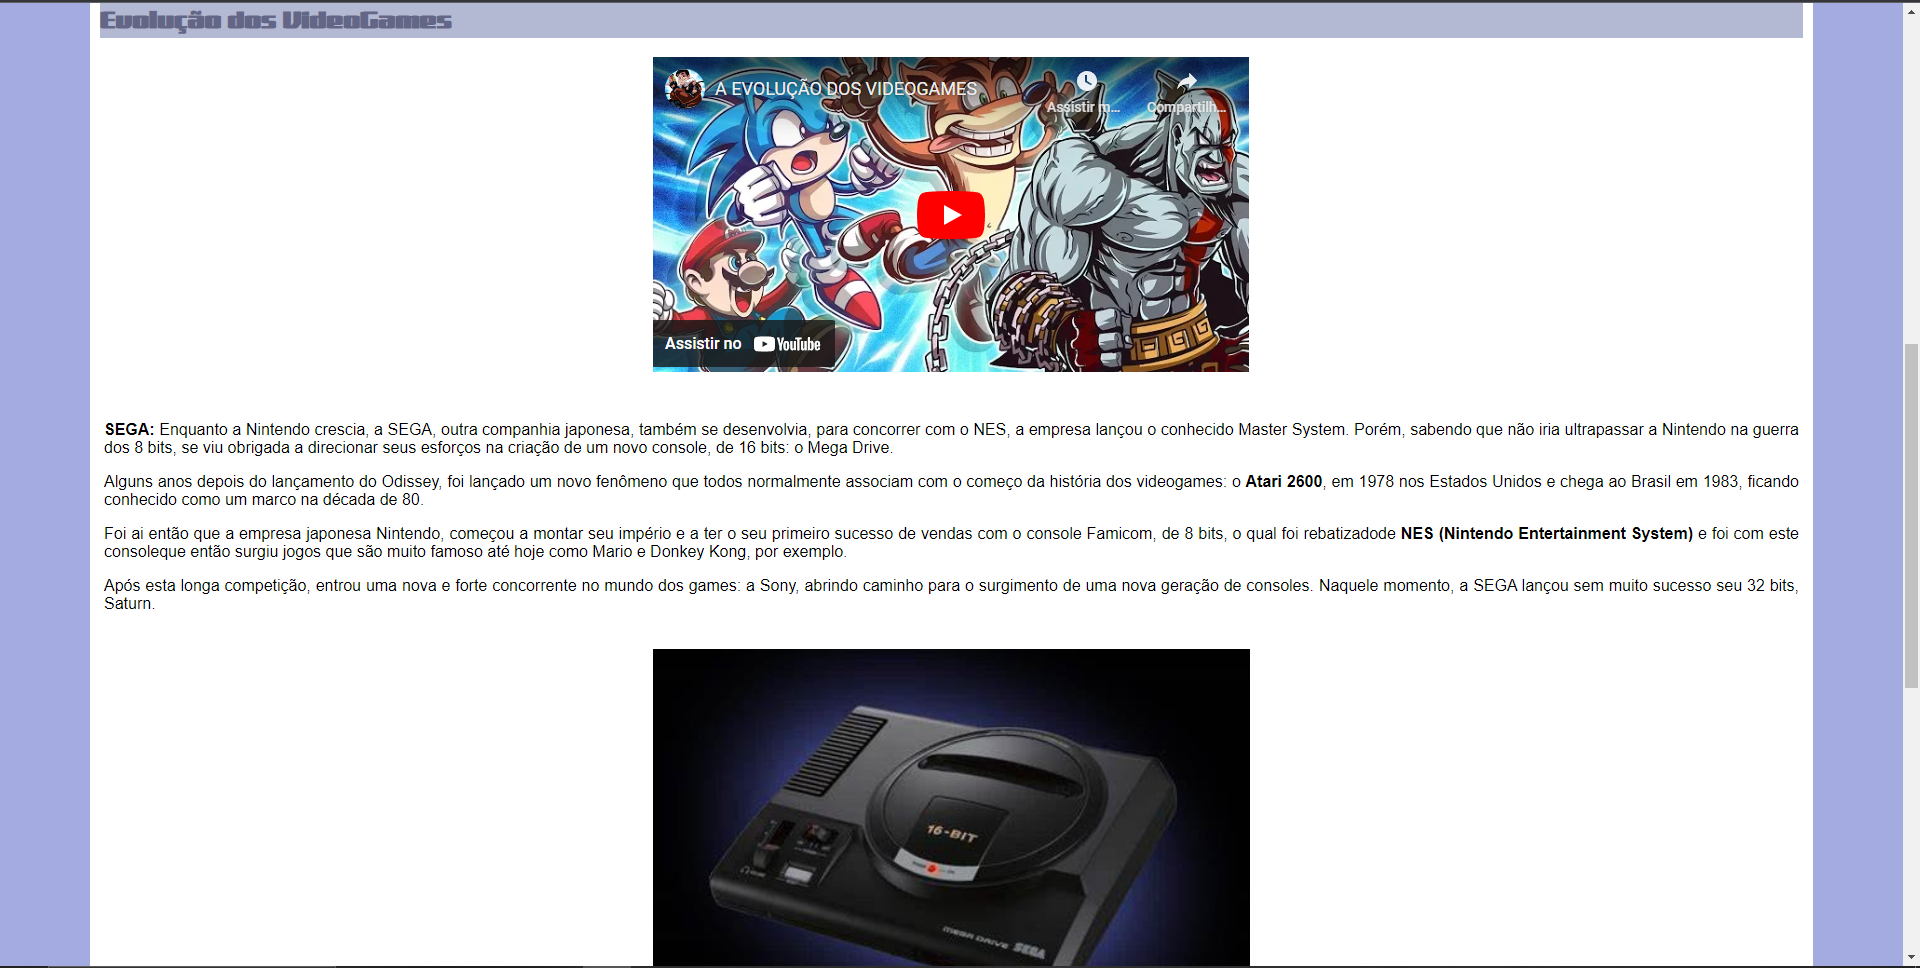 Evolução dos VideoGames
A EVOLUÇÃO DOS VIDEOGAMES
Assistir m...
Compartilh...
Assistir no YouTube
SEGA: Enquanto a Nintendo crescia, a SEGA, outra companhia japonesa, também se desenvolvia, para concorrer com o NES, a empresa lançou o conhecido Master System. Porém, sabendo que não iria ultrapassar a Nintendo na guerra
dos 8 bits, se viu obrigada a direcionar seus esforços na criação de um novo console, de 16 bits: o Mega Drive.
Alguns anos depois do lançamento do Odissey, foi lançado um novo fenômeno que todos normalmente associam com o começo da história dos videogames: o Atari 2600, em 1978 nos Estados Unidos e chega ao Brasil em 1983, ficando
conhecido como um marco na década de 80.
Foi ai então que a empresa japonesa Nintendo, começou a montar seu império e a ter o seu primeiro sucesso de vendas com o console Famicom, de 8 bits, o qual foi rebatizadode NES (Nintendo Entertainment System) e foi com este
consoleque então surgiu jogos que são muito famoso até hoje como Mario e Donkey Kong, por exemplo.
Após esta longa competição, entrou uma nova e forte concorrente no mundo dos games: a Sony, abrindo caminho para o surgimento de uma nova geração de consoles. Naquele momento, a SEGA lançou sem muito sucesso seu 32 bits,
Saturn.
16-BIT
MEGA DRIVE SEGA